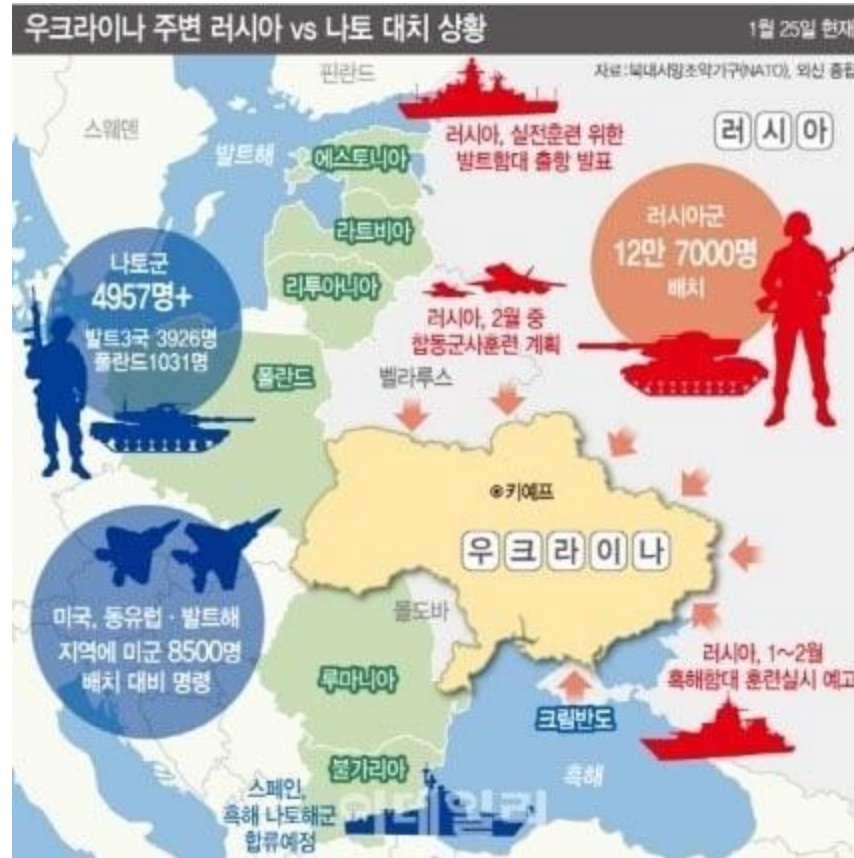 우크라이나 주변 러시아 vs 나토 대치 상황
1월 25일 현재
자료:북대서양조약기구(NATO), 외신 종합
핀란드
스웨덴
발트해
러시아, 실전훈련 위한
발트함대 출항 발표
러시아
에스토니아
라트비아
리투아니아
러시아군
12만 7000명
배치
나토군
4957명+
발트3국 3926명
폴란드1031명
러시아, 2월 중
합동군사훈련 계획
폴란드
벨라루스
키예프
우크라이나
미국, 동유럽·발트해
지역에 미군 8500명
배치 대비 명령
몰도바
러시아, 1~2월
흑해함대 훈련실시 예고
루마니아
크림반도
불가리아
흑해
스페인,
흑해 나토해군
합류예정
이데일리